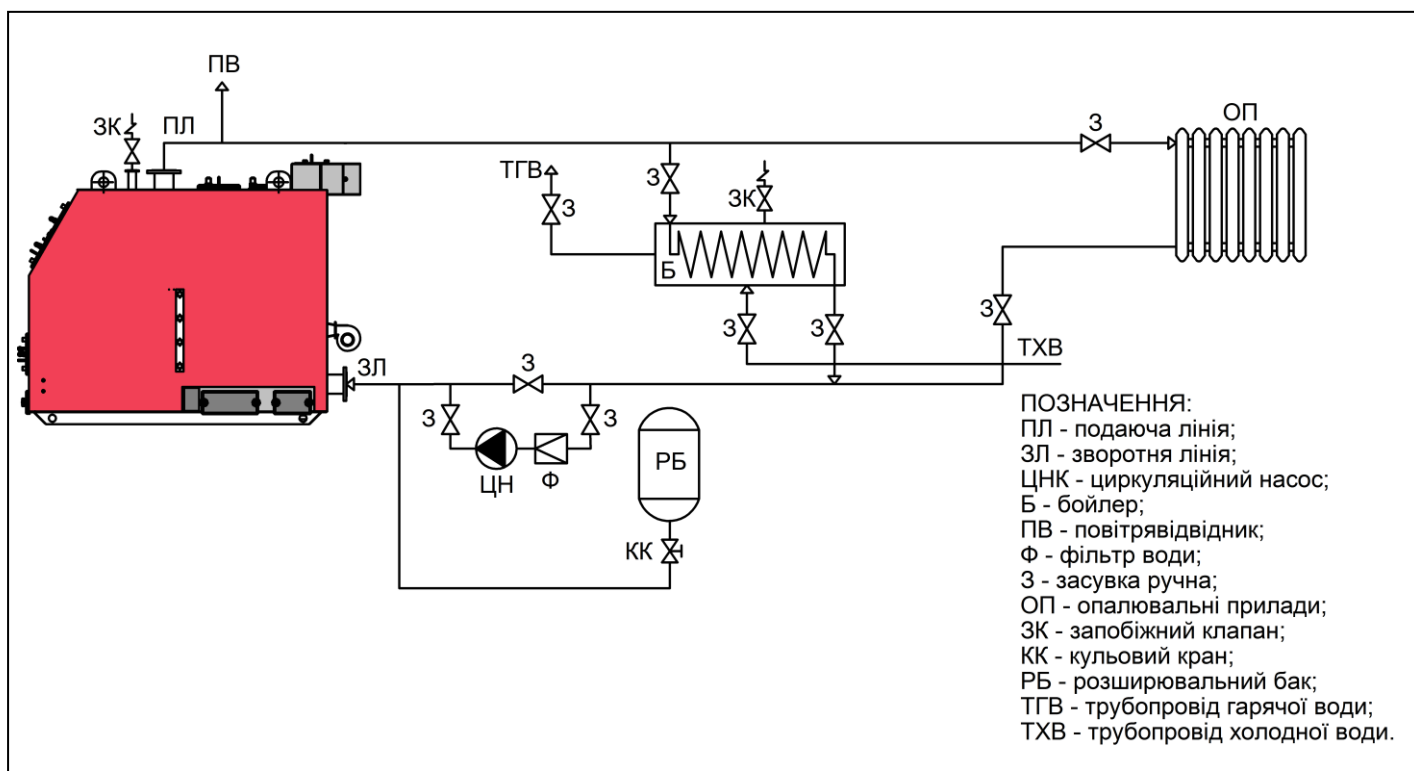 ПВ
ЗК
ПЛ
З
ОП
ТГВ
З
З
ЗК
Б
З
З
З
ТХВ
ЗЛ
З
З
З
ЦН
Ф
РБ
КК
ПОЗНАЧЕННЯ:
ПЛ - подаюча лінія;
ЗЛ - зворотня лінія;
ЦНК - циркуляційний насос;
Б - бойлер;
ПВ - повітрявідвідник;
Ф - фільтр води;
З - засувка ручна;
ОП - опалювальні прилади;
ЗК - запобіжний клапан;
КК - кульовий кран;
РБ - розширювальний бак;
ТГВ - трубопровід гарячої води;
ТХВ - трубопровід холодної води.